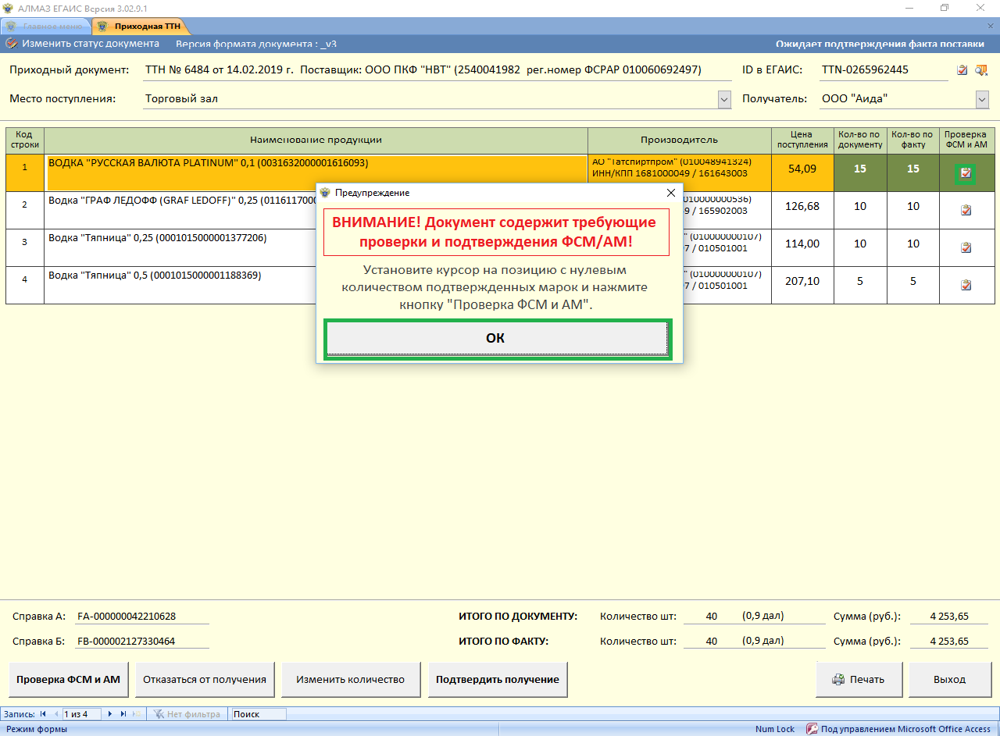 АЛМАЗ ЕГАИС Версия 3.02.9.1
Главное меню
Приходная ТТН
Изменить статус документа
Версия формата документа : _v3
Ожидает подтверждения факта поставки
Приходный документ:
ТТН № 6484 от 14.02.2019 г.  Поставщик: ООО ПКФ "НВТ" (2540041982  рег.номер ФСРАР 010060692497)
ID в ЕГАИС:
TTN-0265962445
Место поступления:
Торговый зал
Получатель:
ООО "Аида"
Код строки
Наименование продукции
Производитель
Цена поступления
Кол-во по документу
Кол-во по факту
Проверка ФСМ и АМ
1
ВОДКА "РУССКАЯ ВАЛЮТА PLATINUM" 0,1 (0031632000001616093)
АО "Татспиртпром" (010048941324)
ИНН/КПП 1681000049 / 161643003
54,09
15
15
2
Водка "ГРАФ ЛЕДОФФ (GRAF LEDOFF)" 0,25 (01161170000
010000000536)
9 / 165902003
126,68
10
10
3
Водка "Тяпница" 0,25 (0001015000001377206)
" (010000000107)
7 / 010501001
114,00
10
10
4
Водка "Тяпница" 0,5 (0001015000001188369)
" (010000000107)
7 / 010501001
207,10
5
5
Предупреждение
ВНИМАНИЕ! Документ содержит требующие
проверки и подтверждения ФСМ/АМ!
Установите курсор на позицию с нулевым
количеством подтвержденных марок и нажмите
кнопку "Проверка ФСМ и АМ".
ОК
Справка А:
FA-000000042210628
ИТОГО ПО ДОКУМЕНТУ:
Количество шт:
40
(0,9 дал)
Сумма (руб.):
4 253,65
Справка Б:
FB-000002127330464
ИТОГО ПО ФАКТУ:
Количество шт:
40
(0,9 дал)
Сумма (руб.):
4 253,65
Проверка ФСМ и АМ
Отказаться от получения
Изменить количество
Подтвердить получение
Печать
Выход
Запись:
1 из 4
Нет фильтра
Поиск
Режим формы
Num Lock
Под управлением Microsoft Office Access